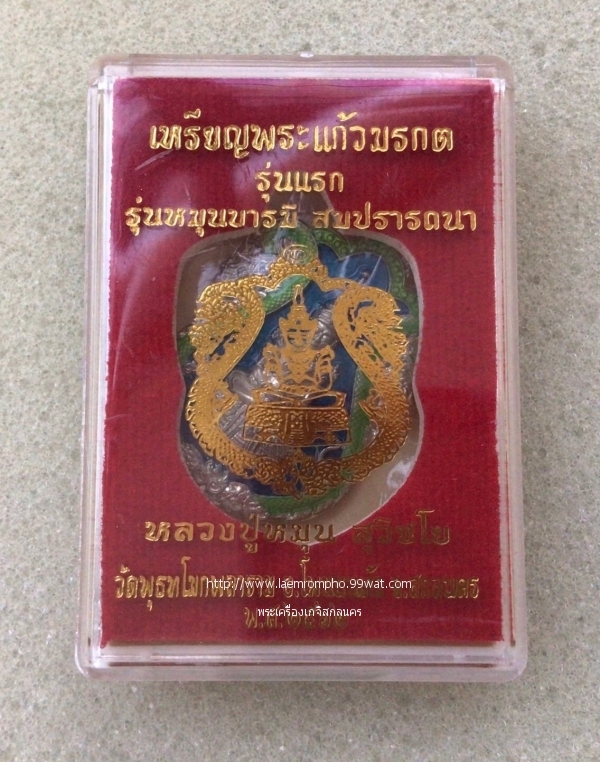 เหรียญพระแก้วมรกต
รุ่นแรก
รุ่นหมุนบารมี สมปรารถนา
หลวงปู่หมุน สุวิชโย
http://www.laemrompho.99wat.com
พระเครื่องเกจิสกลนคร
พ.ศ.